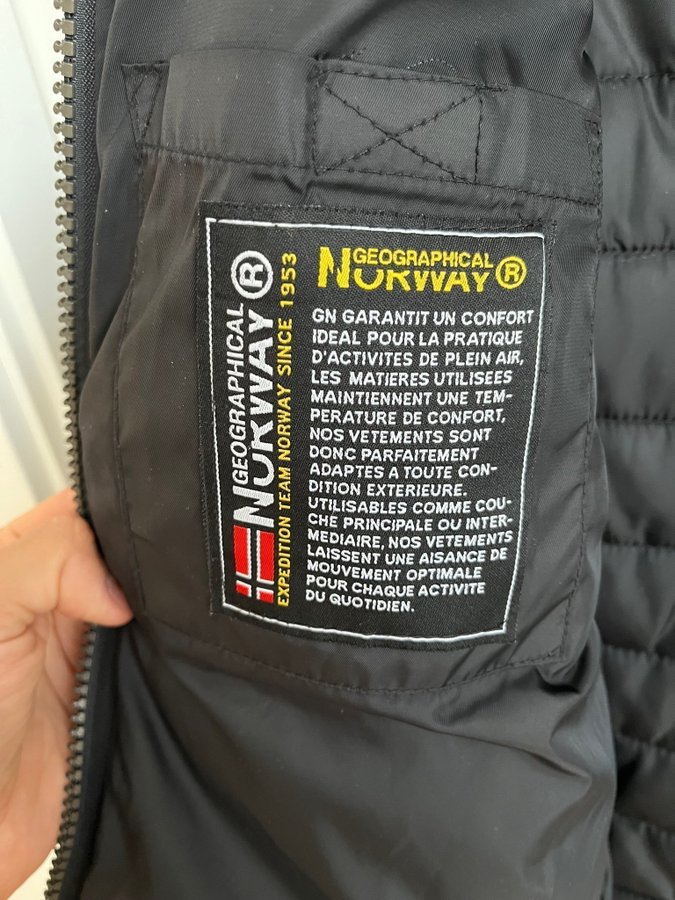 GEOGRAPHICAL
NORWAY®
EXPEDITION TEAM NORWAY SINCE 1953
GEOGRAPHICAL
NORWAY®
GN GARANTIT UN CONFORT
IDEAL POUR LA PRATIQUE
D'ACTIVITES DE PLEIN AIR,
LES MATIERES UTILISEES
MAINTIENNENT UNE TEM-
PERATURE DE CONFORT,
NOS VETEMENTS SONT
DONC PARFAITEMENT
ADAPTES A TOUTE CON-
DITION EXTERIEURE.
UTILISABLES COMME COU-
CHE PRINCIPALE OU INTER-
MEDIAIRE, NOS VETEMENTS
LAISSENT UNE AISANCE DE
MOUVEMENT OPTIMALE
POUR CHAQUE ACTIVITE
DU QUOTIDIEN.